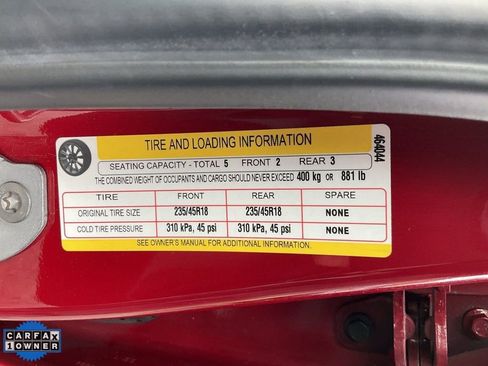 TIRE AND LOADING INFORMATION
SEATING CAPACITY - TOTAL 5 FRONT 2 REAR 3
THE COMBINED WEIGHT OF OCCUPANTS AND CARGO SHOULD NEVER EXCEED 400 kg OR 881 lb
TIRE FRONT REAR SPARE
ORIGINAL TIRE SIZE 235/45R18 235/45R18 NONE
COLD TIRE PRESSURE 310 kPa, 45 psi 310 kPa, 45 psi NONE
SEE OWNER'S MANUAL FOR ADDITIONAL INFORMATION.
464044
CARFAX
1 OWNER